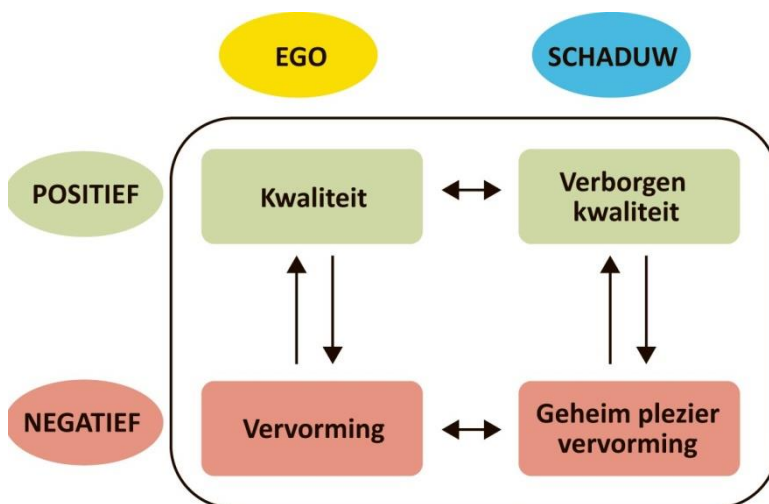 EGO
SCHADUW
POSITIEF
Kwaliteit
Verborgen
kwaliteit
NEGATIEF
Vervorming
Geheim plezier
vervorming